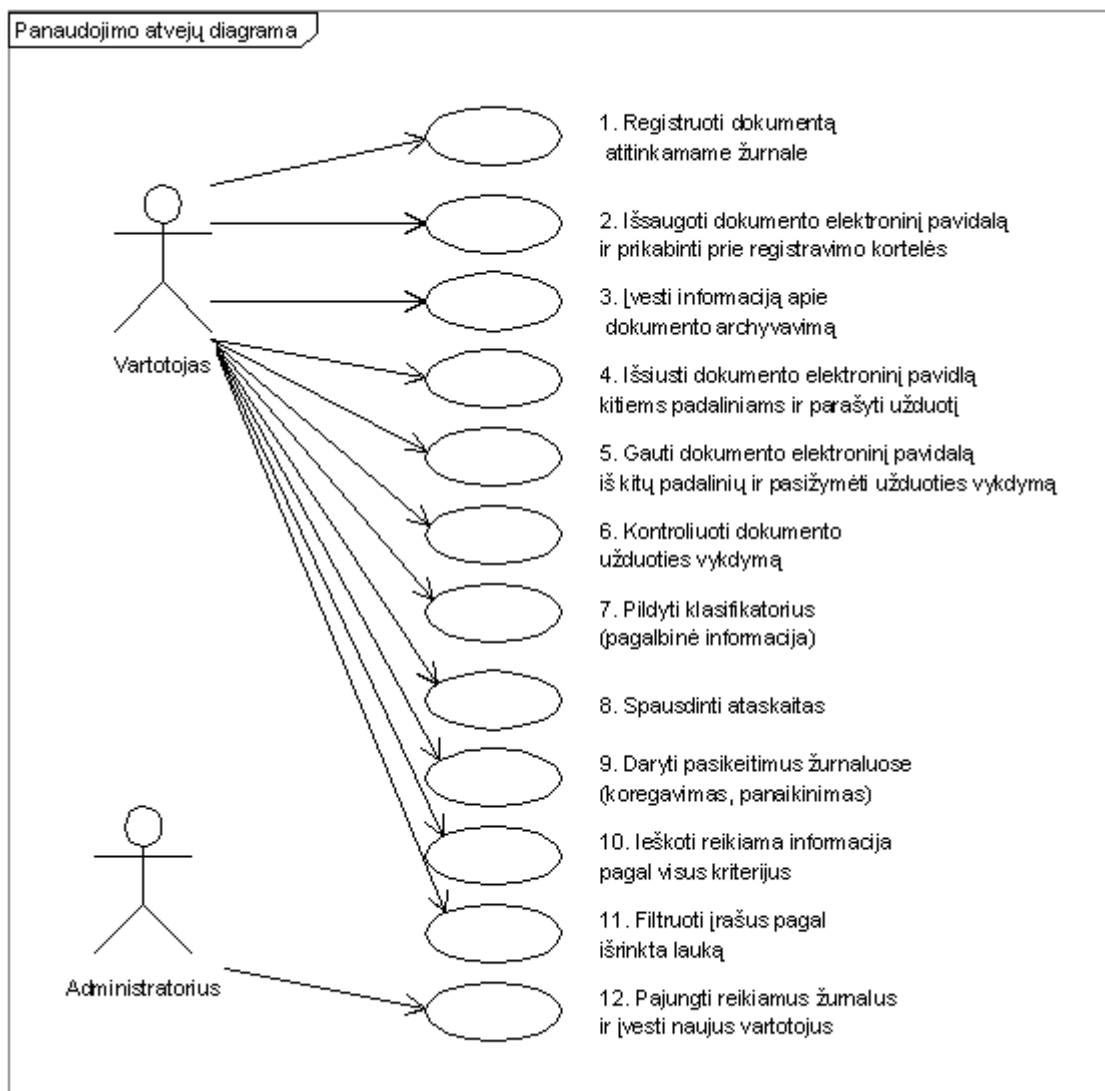 Panaudojimo atvejų diagrama
1. Registruoti dokumentą
atitinkamame žurnale
2. Išsaugoti dokumento elektroninį pavidalą
ir prikabinti prie registravimo kortelės
3. Įvesti informaciją apie
dokumento archyvavimą
Vartotojas
4. Išsiusti dokumento elektroninį pavidlą
kitiems padaliniams ir parašyti užduotį
5. Gauti dokumento elektroninį pavidalą
iš kitų padalinių ir pasižymėti užduoties vykdymą
6. Kontroliuoti dokumento
užduoties vykdymą
7. Pildyti klasifikatorius
(pagalbinė informacija)
8. Spausdinti ataskaitas
9. Daryti pasikeitimus žurnaluose
(koregavimas, panaikinimas)
10. Ieškoti reikiama informacija
pagal visus kriterijus
11. Filtruoti įrašus pagal
išrinkta lauką
Administratorius
12. Pajungti reikiamus žurnalus
ir įvesti naujus vartotojus